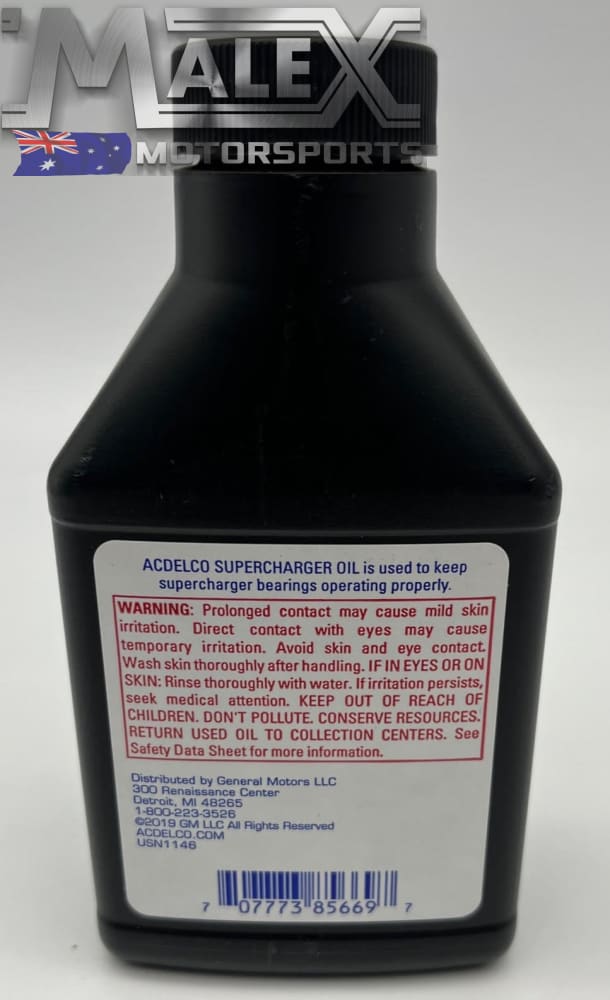 MALEX
MOTORSPORTS
ACDELCO SUPERCHARGER OIL is used to keep
supercharger bearings operating properly.
WARNING: Prolonged contact may cause mild skin
irritation. Direct contact with eyes may cause
temporary irritation. Avoid skin and eye contact.
Wash skin thoroughly after handling. IF IN EYES OR ON
SKIN: Rinse thoroughly with water. If irritation persists,
seek medical attention. KEEP OUT OF REACH OF
CHILDREN. DON'T POLLUTE. CONSERVE RESOURCES.
RETURN USED OIL TO COLLECTION CENTERS. See
Safety Data Sheet for more information.
Distributed by General Motors LLC
300 Renaissance Center
Detroit, MI 48265
1-800-223-3526
©2019 GM LLC All Rights Reserved
ACDELCO.COM
USN1146
7 07773 85669 7